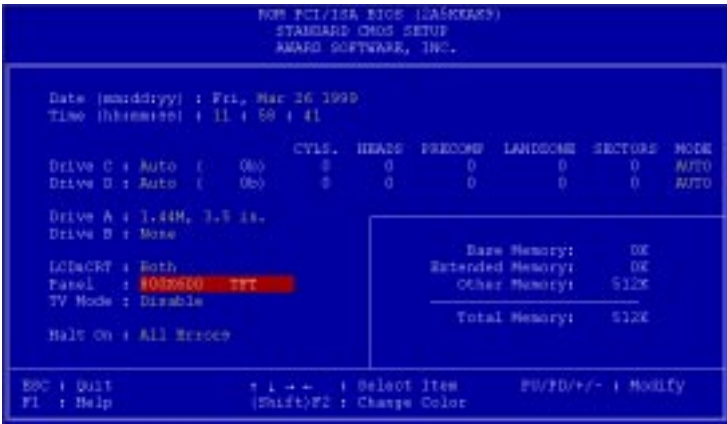 ROM PCI/ISA BIOS (2A5KKAK9)
STANDARD CMOS SETUP
AWARD SOFTWARE, INC.
Date (mm:dd:yy) : Fri, Mar 26 1999
Time (hh:mm:ss) : 11 : 58 : 41
CYLS. HEADS PRECOMP LANDZONE SECTORS MODE
Drive C : Auto ( 0Mb) 0 0 0 0 0 AUTO
Drive D : Auto ( 0Mb) 0 0 0 0 0 AUTO
Drive A : 1.44M, 3.5 in.
Drive B : None
LCD&CRT : Both
Panel : 800X600 TFT
TV Mode : Disable
Halt On : All Errors
Base Memory: 0K
Extended Memory: 0K
Other Memory: 512K
Total Memory: 512K
ESC : Quit ↑ ↓ → ← : Select Item PU/PD/+/- : Modify
F1 : Help (Shift)F2 : Change Color